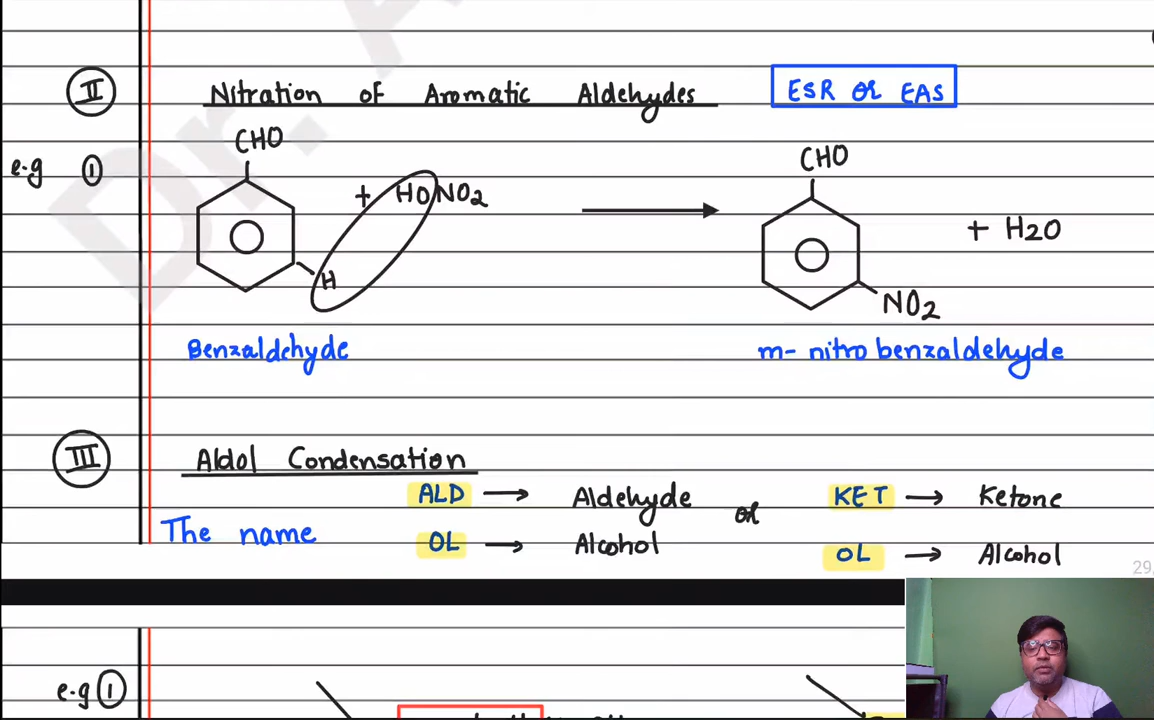 II Nitration of Aromatic Aldehydes ESR or EAS
e.g 1 CHO + HONO2 CHO + H2O
H NO2
Benzaldehyde m- nitro benzaldehyde
III Aldol Condensation
ALD → Aldehyde or KET → Ketone
The name OL → Alcohol OL → Alcohol
29
e.g 1